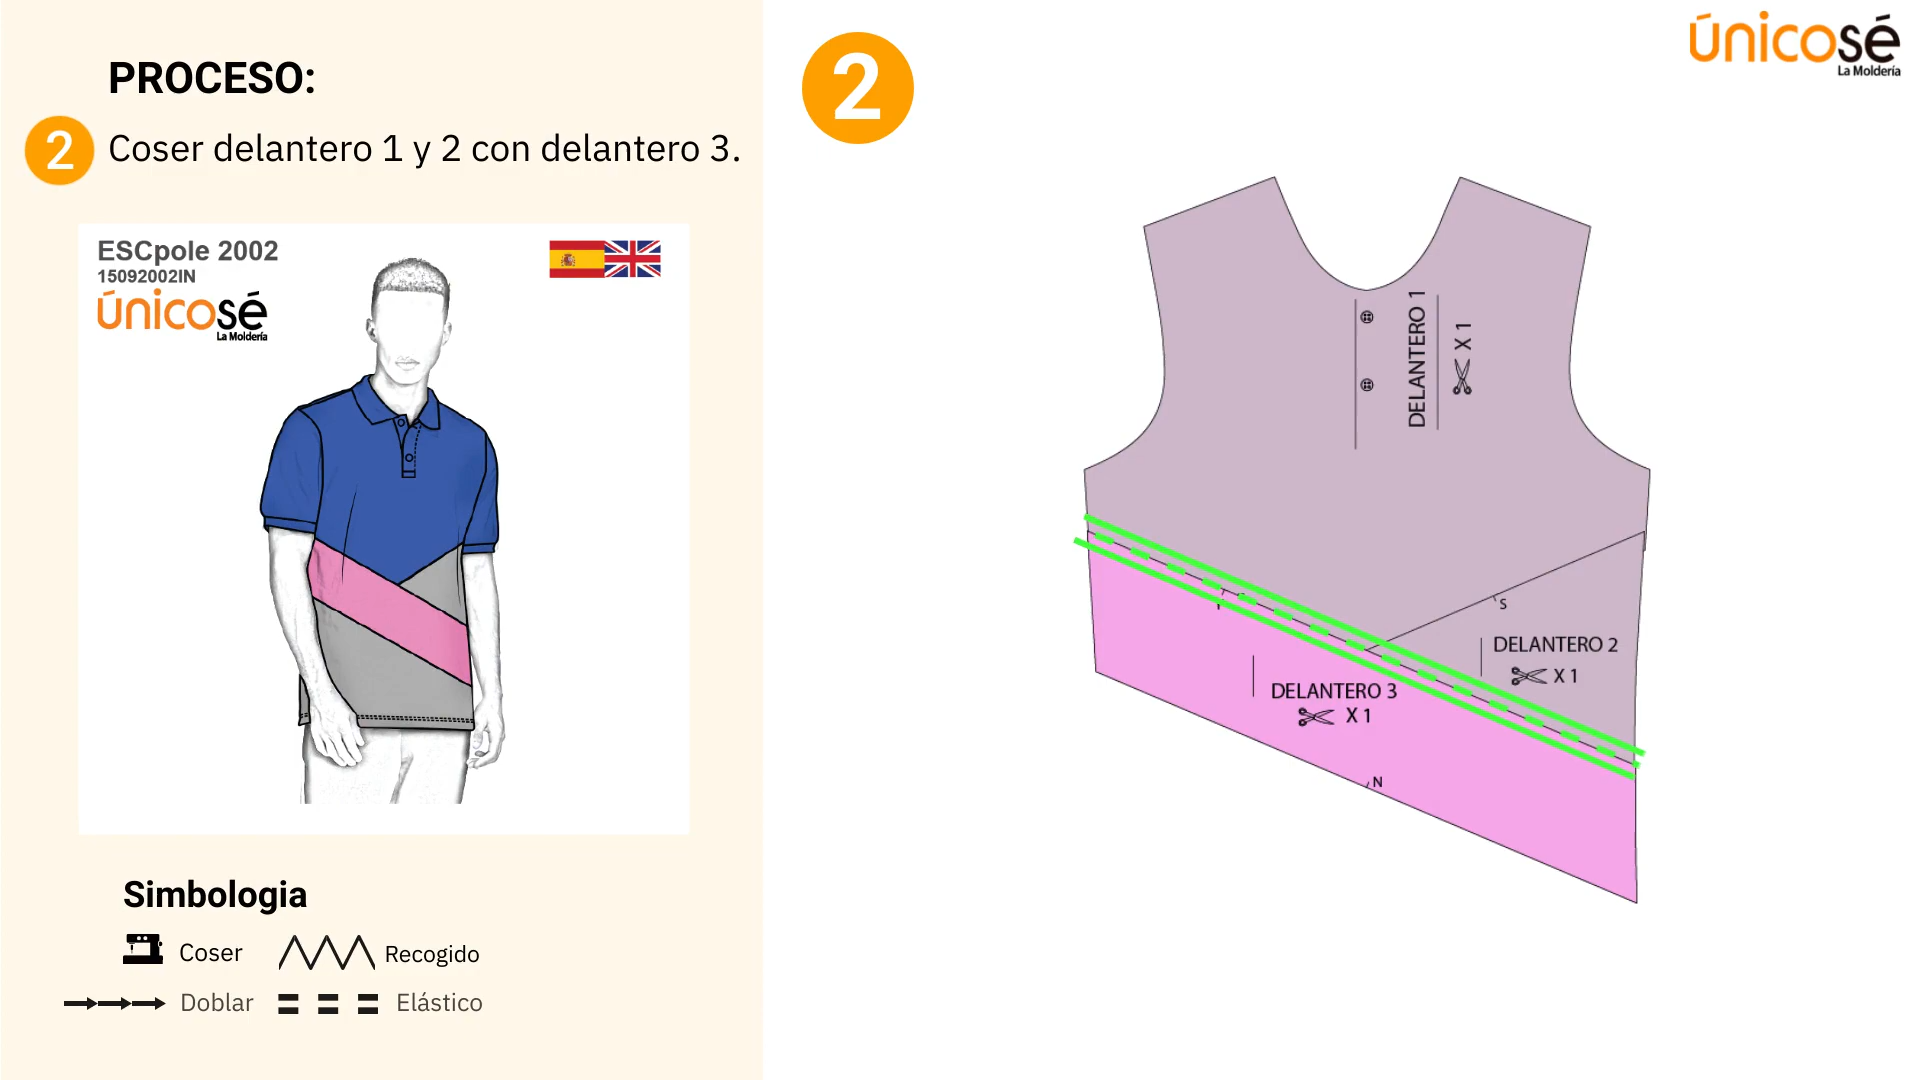 PROCESO:
2
Coser delantero 1 y 2 con delantero 3.
ESCpole 2002
15092002IN
únicosé
La Moldería
Simbologia
Coser
Recogido
Doblar
Elástico
2
únicosé
La Moldería
DELANTERO 1
X 1
S
DELANTERO 2
X 1
DELANTERO 3
X 1
N